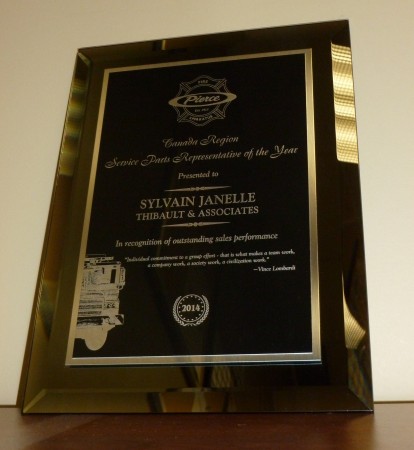 FIRE
Pierce
Canada Region
Service Parts Representative of the Year
Presented to
SYLVAIN JANELLE
THIBAULT & ASSOCIATES
In recognition of outstanding sales performance
"Individual commitment to a group effort - that is what makes a team work,
a company work, a society work, a civilization work."
—Vince Lombardi
2014